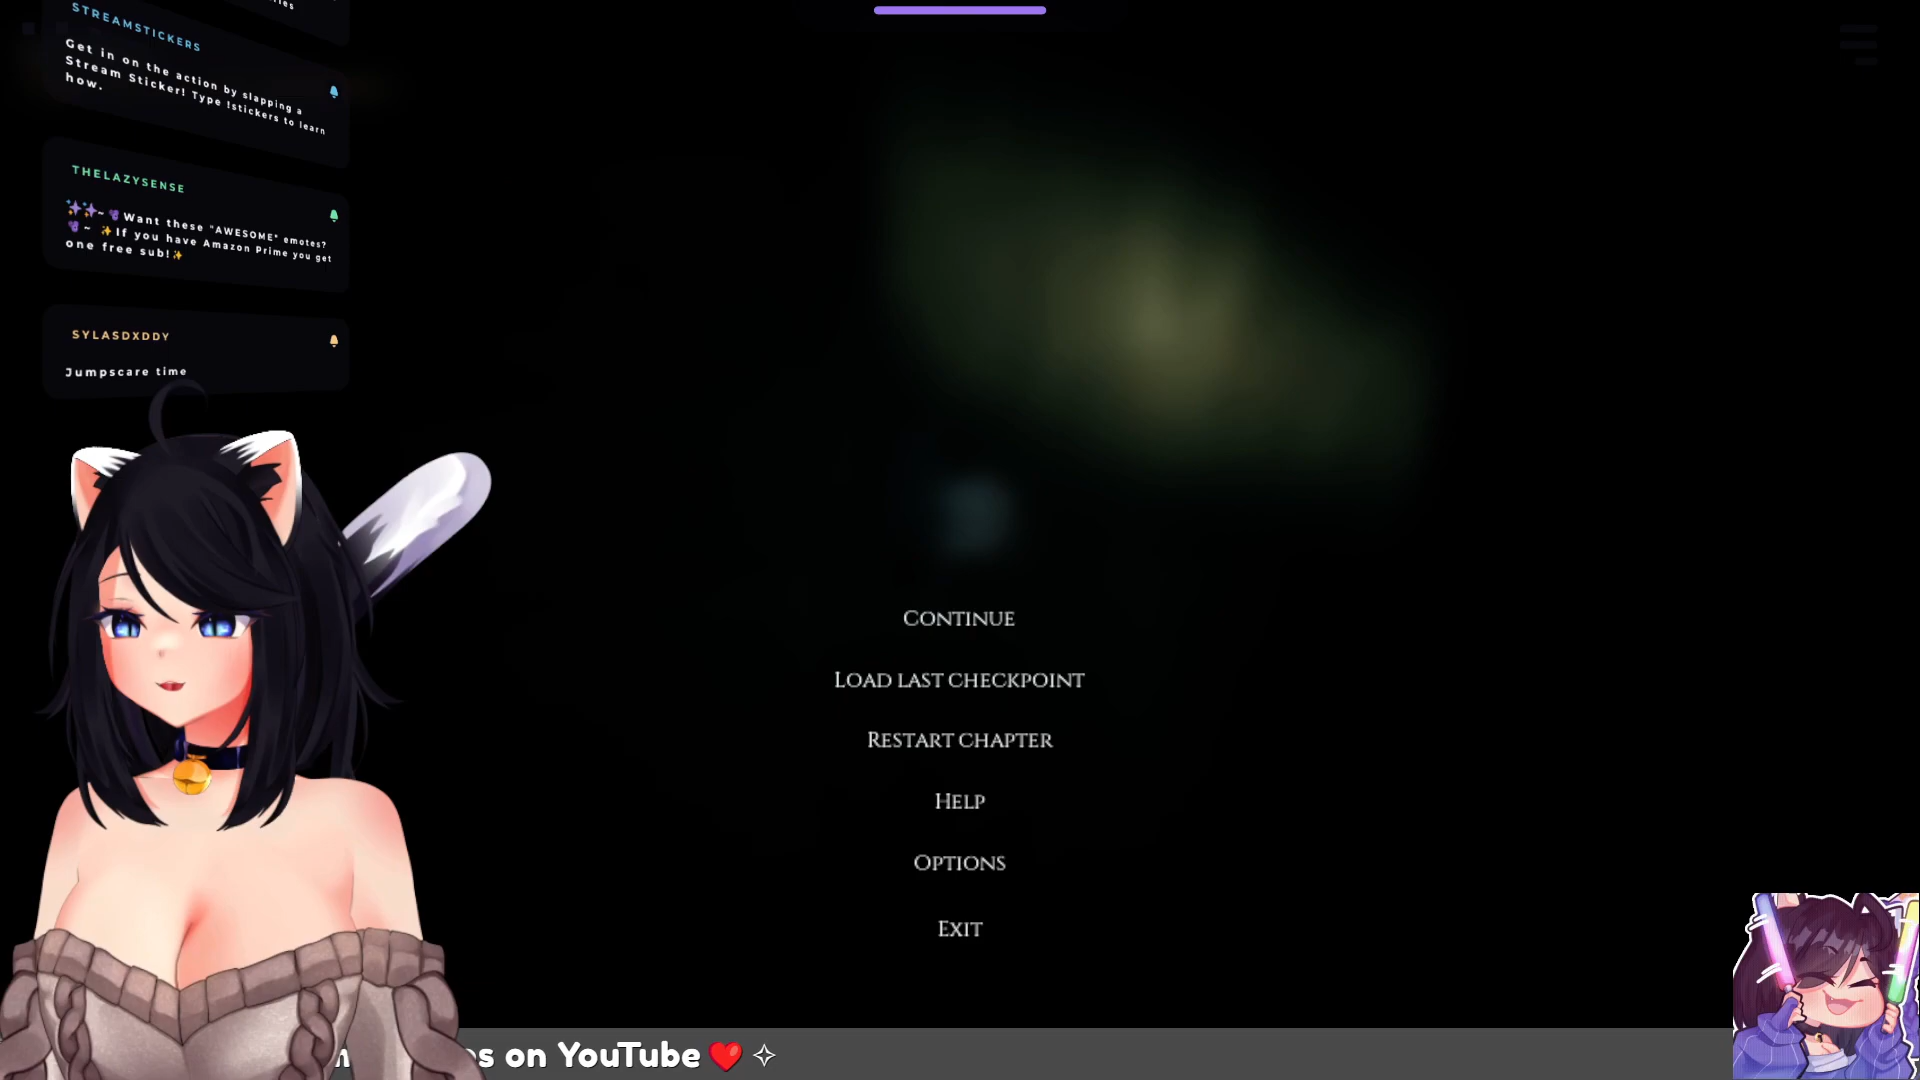 STREAMSTICKERS
Get in on the action by slapping a
Stream Sticker! Type !stickers to learn
how.
THELAZYSENSE
✨✨~ Want these "AWESOME" emotes?
~ ✨If you have Amazon Prime you get
one free sub!✨
SYLASDXDDY
Jumpscare time
CONTINUE
LOAD LAST CHECKPOINT
RESTART CHAPTER
HELP
OPTIONS
EXIT
on YouTube ❤️ ✧